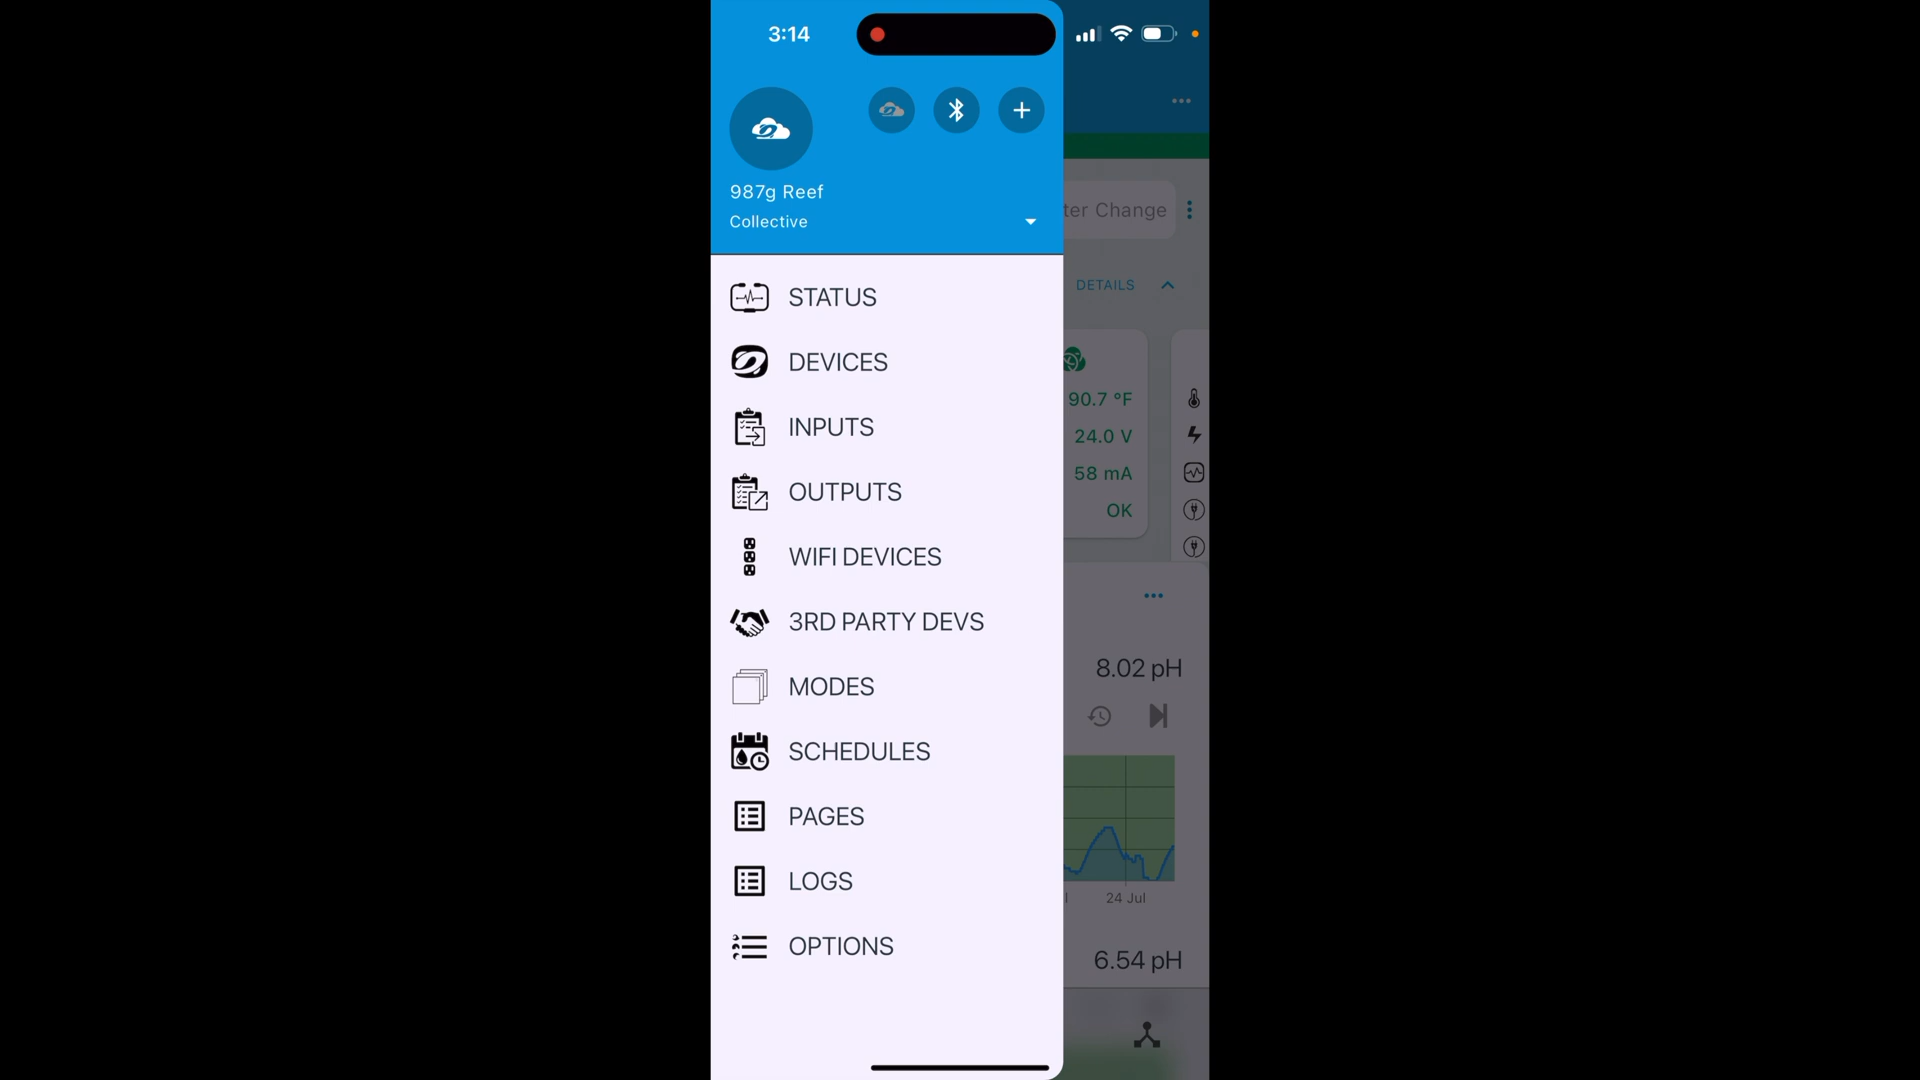 3:14
987g Reef
Collective
STATUS
DEVICES
INPUTS
OUTPUTS
WIFI DEVICES
3RD PARTY DEVS
MODES
SCHEDULES
PAGES
LOGS
OPTIONS
ter Change
DETAILS
90.7 °F
24.0 V
58 mA
OK
8.02 pH
l 24 Jul
6.54 pH